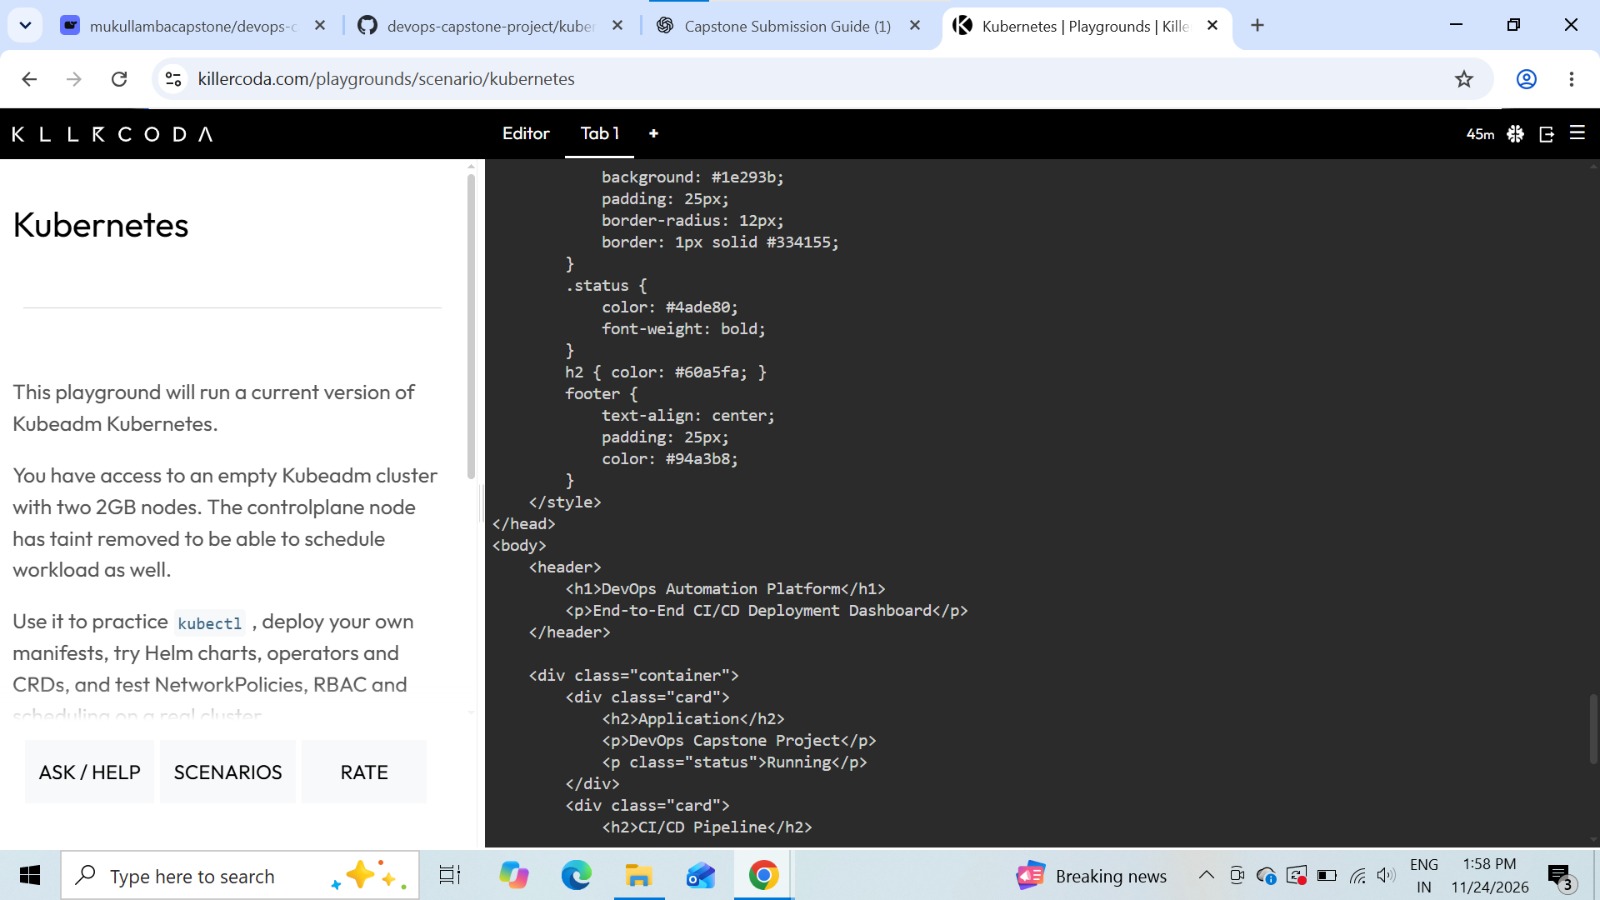 mukullambacapstone/devops-c
devops-capstone-project/kuber
Capstone Submission Guide (1)
Kubernetes | Playgrounds | Kille
killercoda.com/playgrounds/scenario/kubernetes
KLLRCODA
Editor
Tab 1
+
45m
Kubernetes
This playground will run a current version of
Kubeadm Kubernetes.
You have access to an empty Kubeadm cluster
with two 2GB nodes. The controlplane node
has taint removed to be able to schedule
workload as well.
Use it to practice kubectl , deploy your own
manifests, try Helm charts, operators and
CRDs, and test NetworkPolicies, RBAC and
scheduling on a real cluster
ASK / HELP
SCENARIOS
RATE
background: #1e293b;
padding: 25px;
border-radius: 12px;
border: 1px solid #334155;
}
.status {
color: #4ade80;
font-weight: bold;
}
h2 { color: #60a5fa; }
footer {
text-align: center;
padding: 25px;
color: #94a3b8;
}
</style>
</head>
<body>
<header>
<h1>DevOps Automation Platform</h1>
<p>End-to-End CI/CD Deployment Dashboard</p>
</header>
<div class="container">
<div class="card">
<h2>Application</h2>
<p>DevOps Capstone Project</p>
<p class="status">Running</p>
</div>
<div class="card">
<h2>CI/CD Pipeline</h2>
Type here to search
Breaking news
ENG
IN
1:58 PM
11/24/2026
3